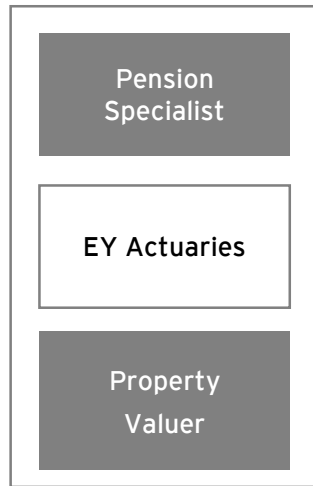 Pension
Specialist
EY Actuaries
Property
Valuer